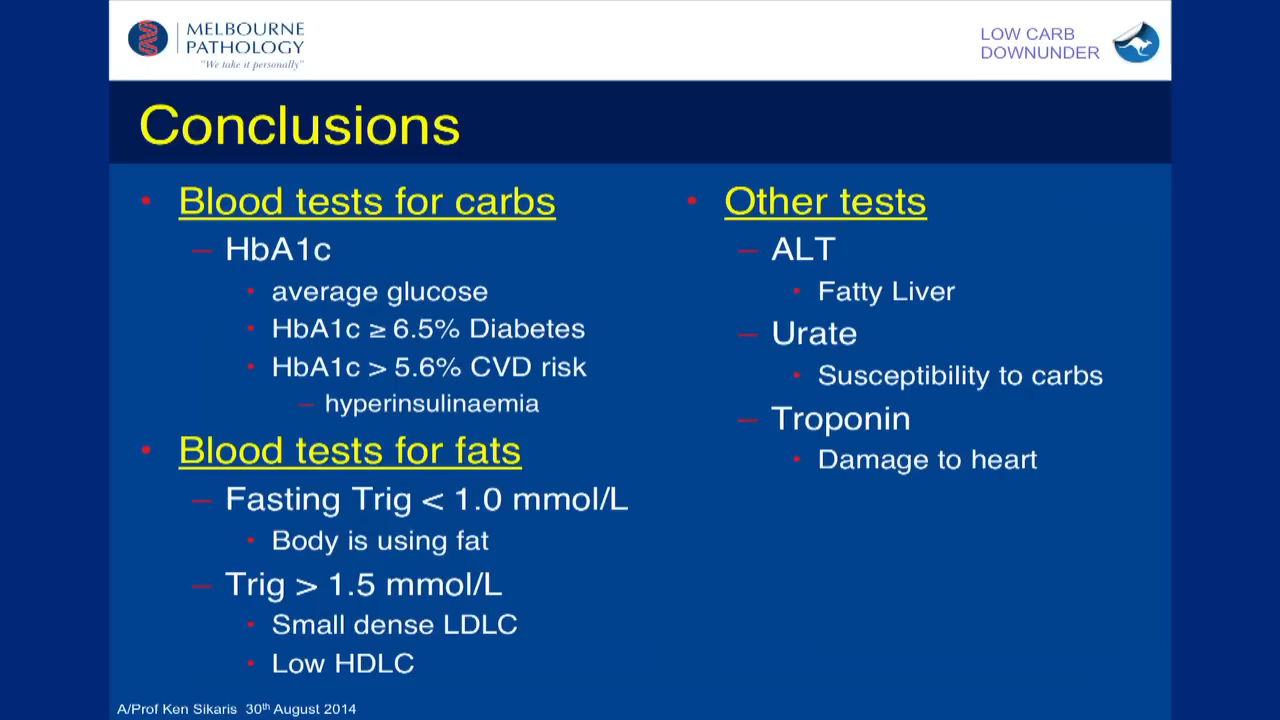 MELBOURNE
PATHOLOGY
"We take it personally"
LOW CARB
DOWNUNDER
Conclusions
• Blood tests for carbs
– HbA1c
• average glucose
• HbA1c ≥ 6.5% Diabetes
• HbA1c > 5.6% CVD risk
– hyperinsulinaemia
• Blood tests for fats
– Fasting Trig < 1.0 mmol/L
• Body is using fat
– Trig > 1.5 mmol/L
• Small dense LDLC
• Low HDLC
• Other tests
– ALT
• Fatty Liver
– Urate
• Susceptibility to carbs
– Troponin
• Damage to heart
A/Prof Ken Sikaris 30th August 2014